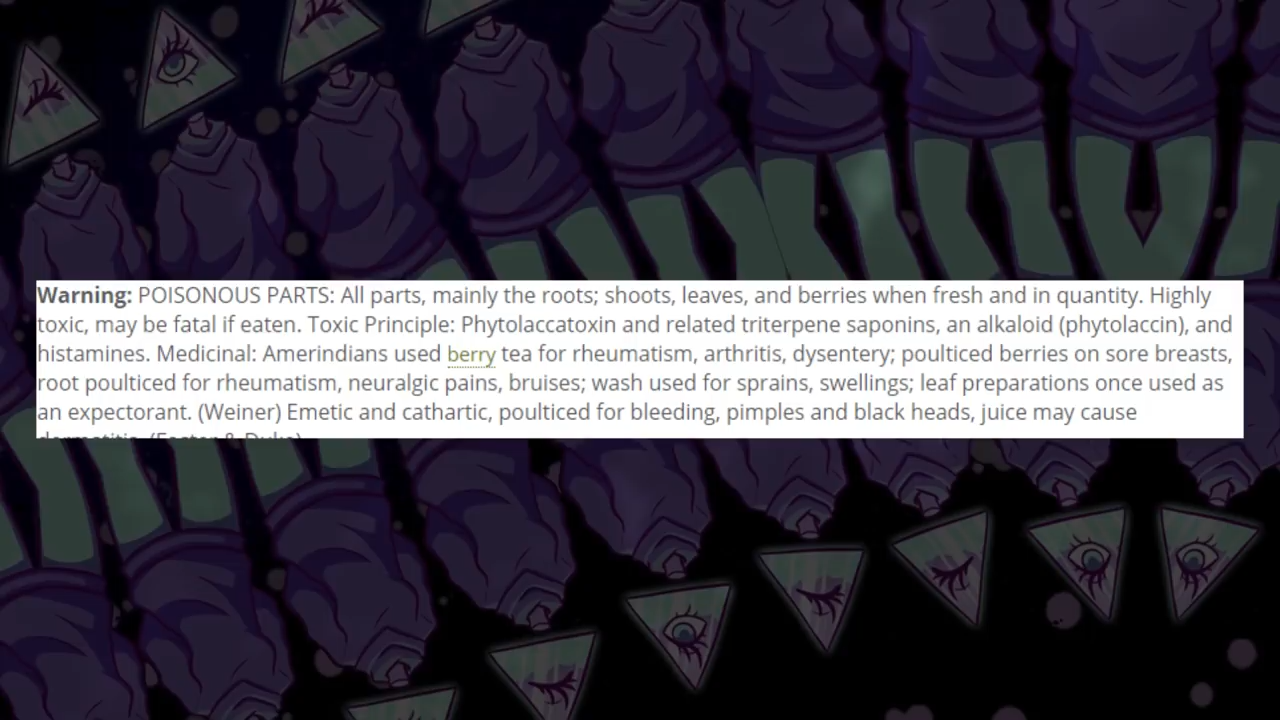 Warning: POISONOUS PARTS: All parts, mainly the roots; shoots, leaves, and berries when fresh and in quantity. Highly
toxic, may be fatal if eaten. Toxic Principle: Phytolaccatoxin and related triterpene saponins, an alkaloid (phytolaccin), and
histamines. Medicinal: Amerindians used berry tea for rheumatism, arthritis, dysentery; poulticed berries on sore breasts,
root poulticed for rheumatism, neuralgic pains, bruises; wash used for sprains, swellings; leaf preparations once used as
an expectorant. (Weiner) Emetic and cathartic, poulticed for bleeding, pimples and black heads, juice may cause
dermatitis. (Foster & Duke)